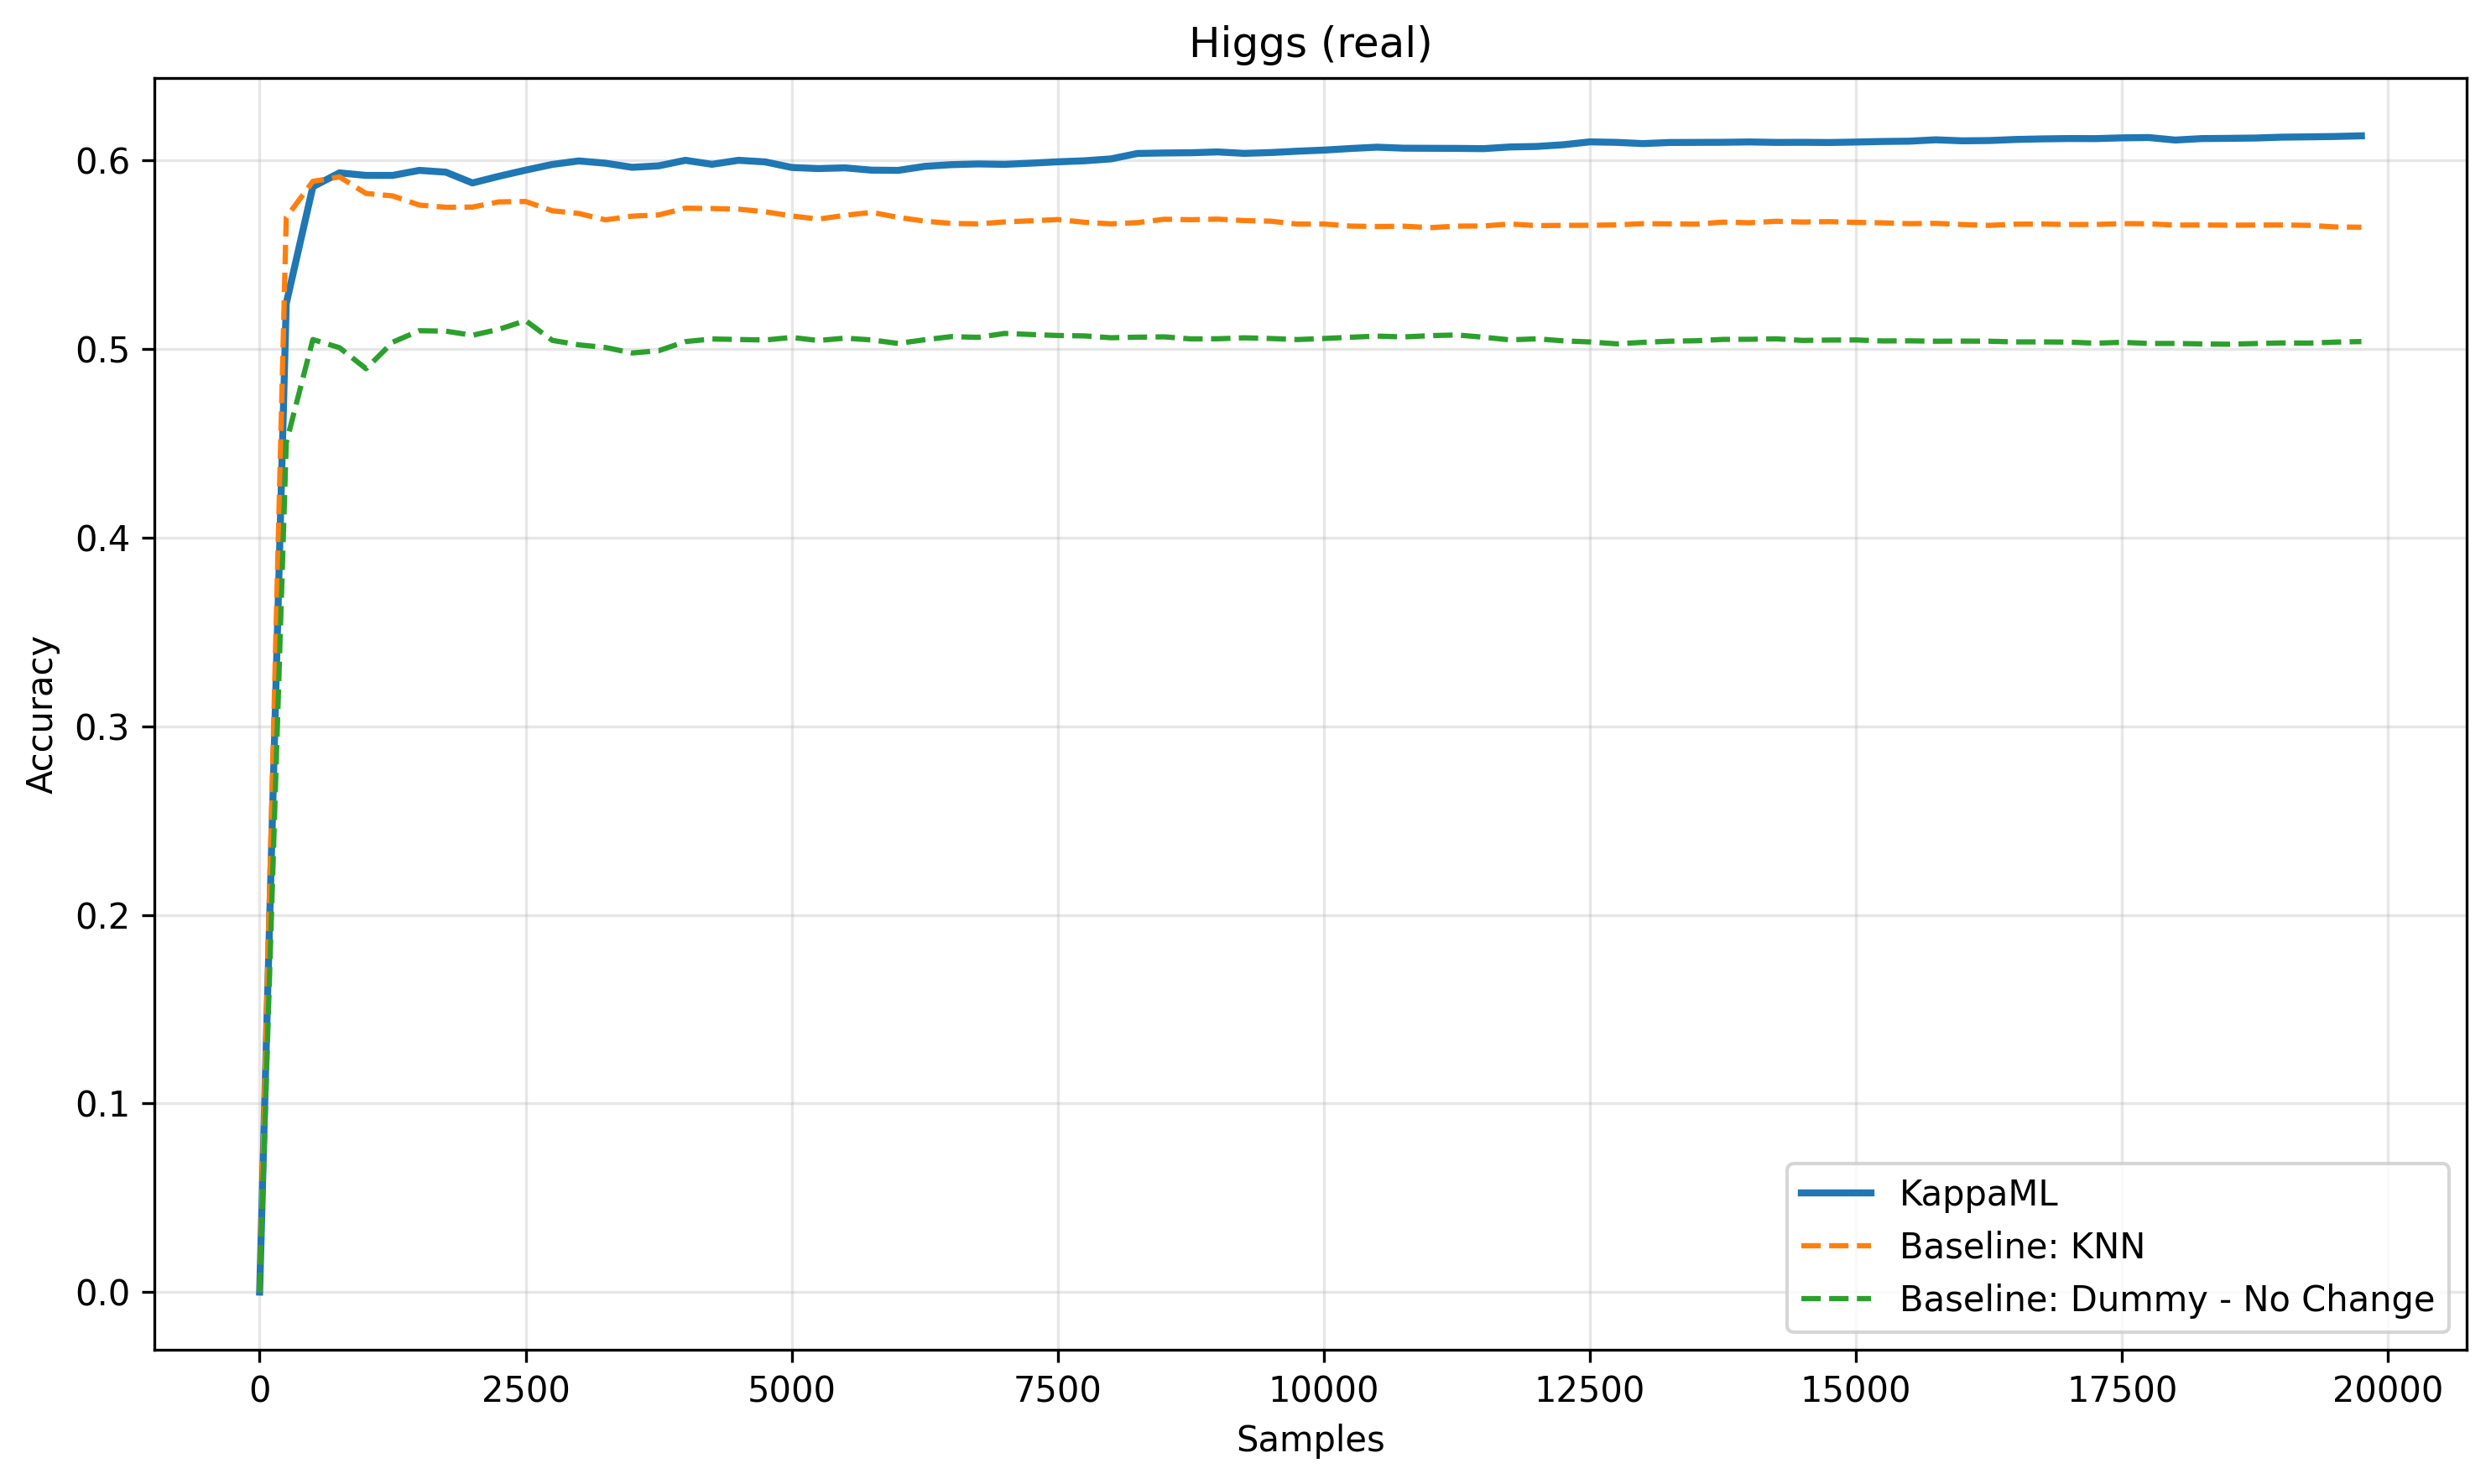 Higgs (real)
Accuracy
0.6
0.5
0.4
0.3
0.2
0.1
0.0
KappaML
Baseline: KNN
Baseline: Dummy - No Change
0 2500 5000 7500 10000 12500 15000 17500 20000
Samples